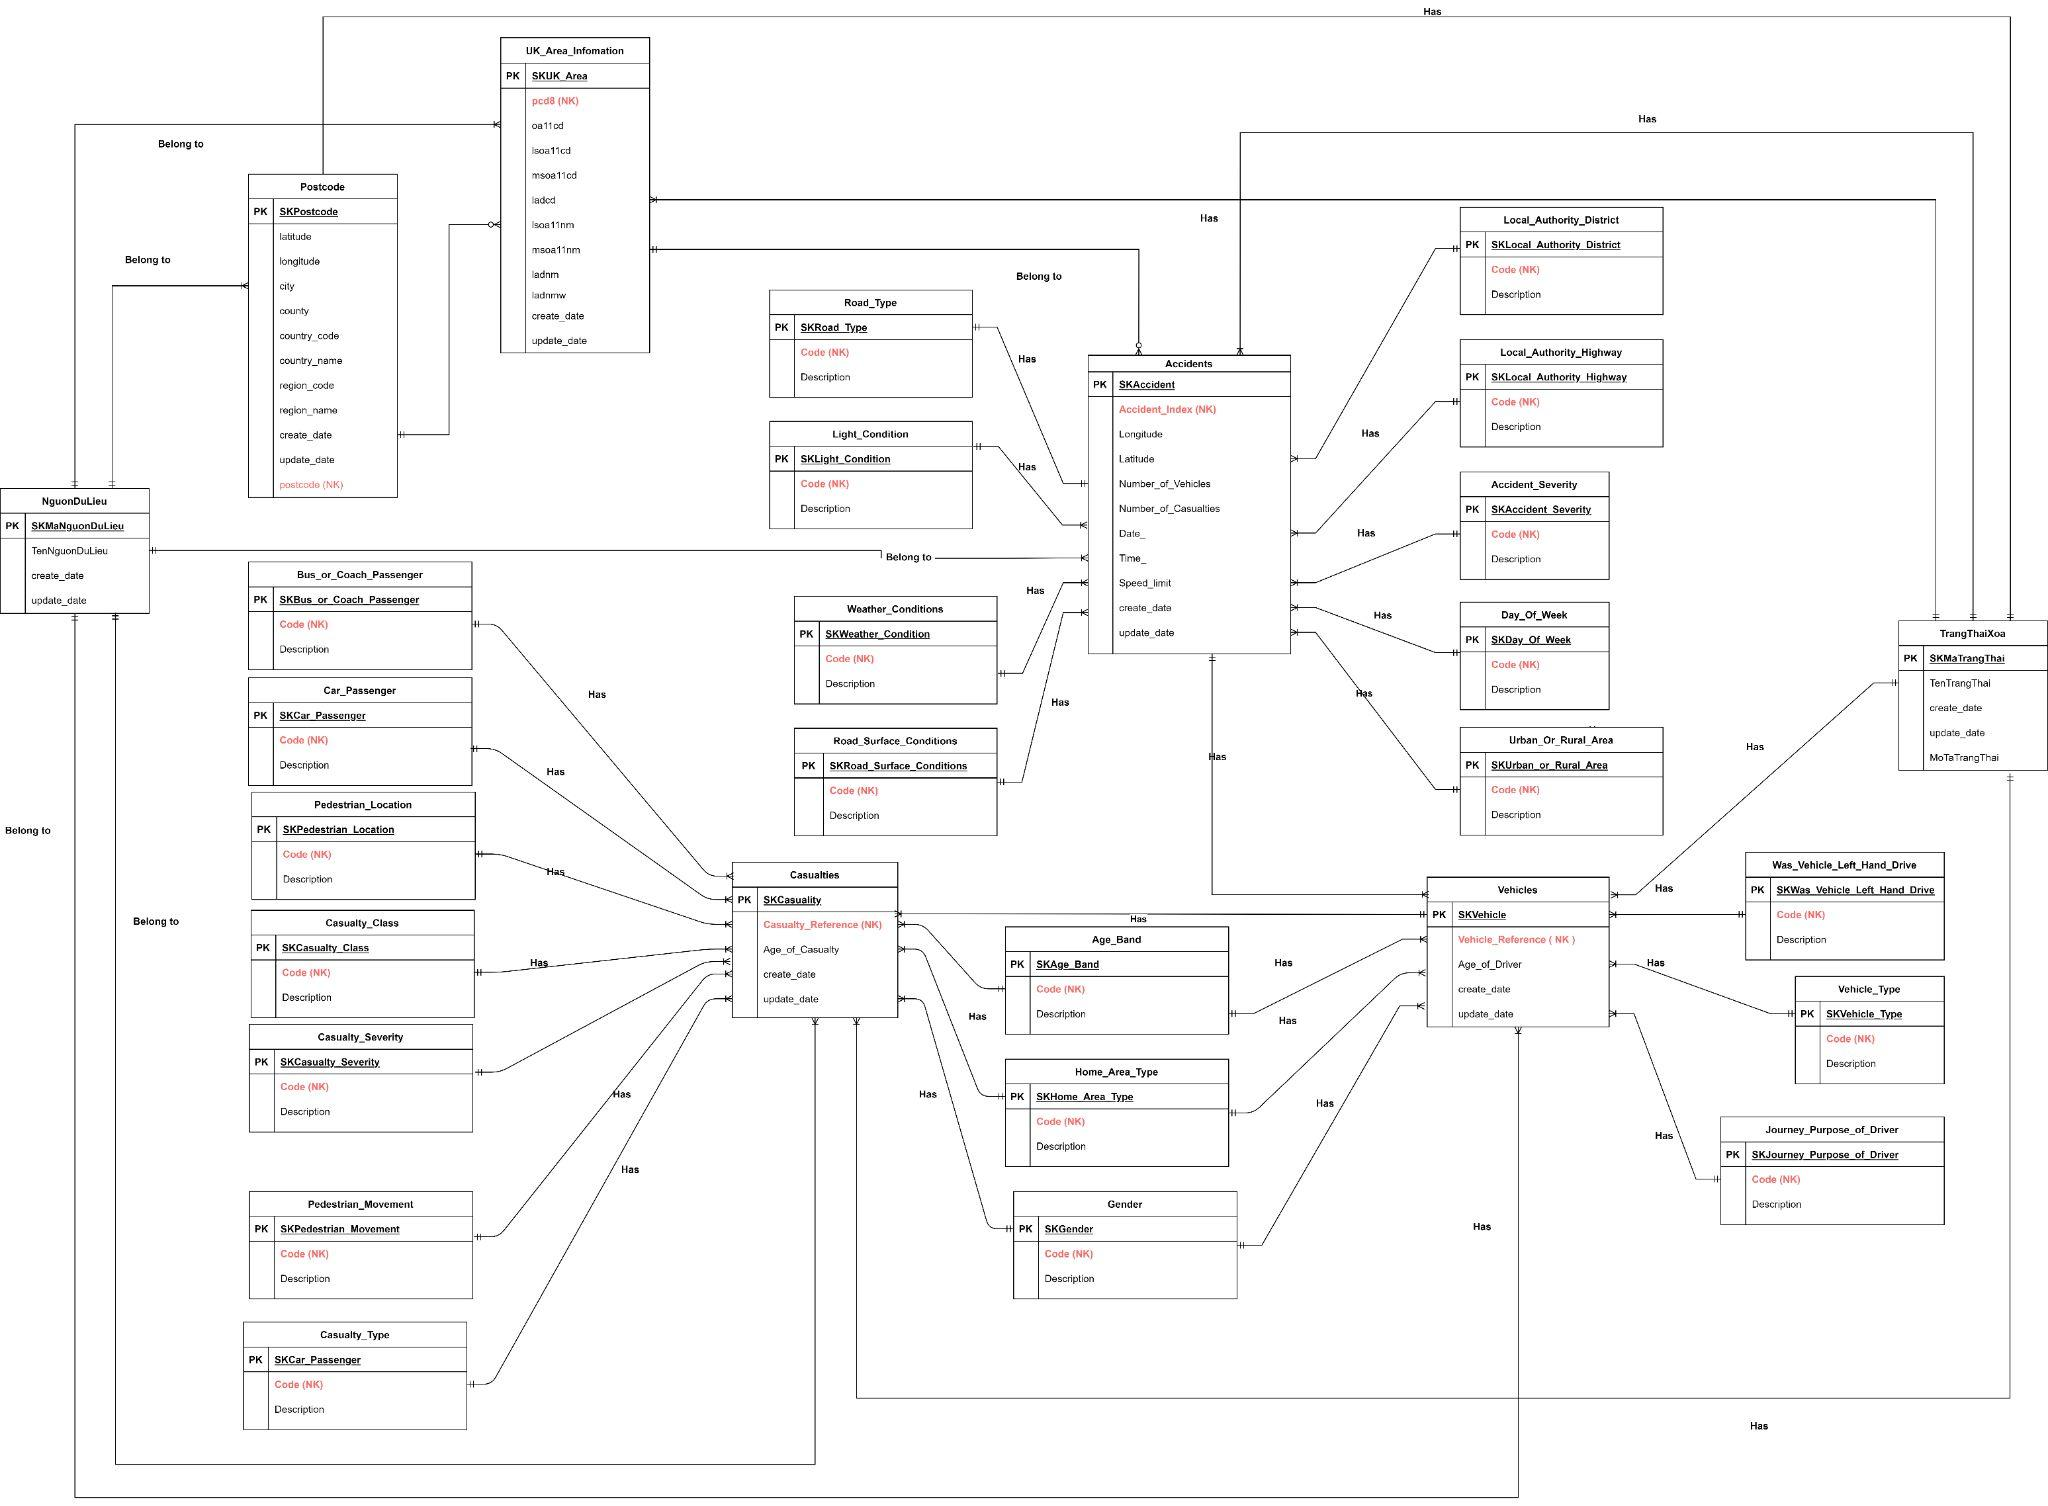 Has
UK_Area_Infomation
PK SKUK_Area
pcd8 (NK)
oa11cd
lsoa11cd
msoa11cd
ladcd
lsoa11nm
msoa11nm
ladnm
ladnmw
create_date
update_date
Belong to
Postcode
PK SKPostcode
latitude
longitude
city
county
country_code
country_name
region_code
region_name
create_date
update_date
postcode (NK)
Belong to
Has
Has
Belong to
Local_Authority_District
PK SKLocal_Authority_District
Code (NK)
Description
Road_Type
PK SKRoad_Type
Code (NK)
Description
Has
Light_Condition
PK SKLight_Condition
Code (NK)
Description
Has
Accidents
PK SKAccident
Accident_Index (NK)
Longitude
Latitude
Number_of_Vehicles
Number_of_Casualties
Date_
Time_
Speed_limit
create_date
update_date
Local_Authority_Highway
PK SKLocal_Authority_Highway
Code (NK)
Description
Has
Accident_Severity
PK SKAccident_Severity
Code (NK)
Description
Has
NguonDuLieu
PK SKMaNguonDuLieu
TenNguonDuLieu
create_date
update_date
Belong to
Bus_or_Coach_Passenger
PK SKBus_or_Coach_Passenger
Code (NK)
Description
Has
Weather_Conditions
PK SKWeather_Condition
Code (NK)
Description
Has
Day_Of_Week
PK SKDay_Of_Week
Code (NK)
Description
Has
TrangThaiXoa
PK SKMaTrangThai
TenTrangThai
create_date
update_date
MoTaTrangThai
Car_Passenger
PK SKCar_Passenger
Code (NK)
Description
Has
Has
Has
Road_Surface_Conditions
PK SKRoad_Surface_Conditions
Code (NK)
Description
Urban_Or_Rural_Area
PK SKUrban_or_Rural_Area
Code (NK)
Description
Has
Has
Pedestrian_Location
PK SKPedestrian_Location
Code (NK)
Description
Has
Belong to
Casualties
PK SKCasuality
Casualty_Reference (NK)
Age_of_Casualty
create_date
update_date
Vehicles
PK SKVehicle
Vehicle_Reference ( NK )
Age_of_Driver
create_date
update_date
Has
Was_Vehicle_Left_Hand_Drive
PK SKWas_Vehicle_Left_Hand_Drive
Code (NK)
Description
Casualty_Class
PK SKCasualty_Class
Code (NK)
Description
Has
Belong to
Has
Age_Band
PK SKAge_Band
Code (NK)
Description
Has
Has
Has
Has
Vehicle_Type
PK SKVehicle_Type
Code (NK)
Description
Casualty_Severity
PK SKCasualty_Severity
Code (NK)
Description
Home_Area_Type
PK SKHome_Area_Type
Code (NK)
Description
Has
Has
Has
Has
Journey_Purpose_of_Driver
PK SKJourney_Purpose_of_Driver
Code (NK)
Description
Has
Pedestrian_Movement
PK SKPedestrian_Movement
Code (NK)
Description
Gender
PK SKGender
Code (NK)
Description
Has
Casualty_Type
PK SKCar_Passenger
Code (NK)
Description
Has